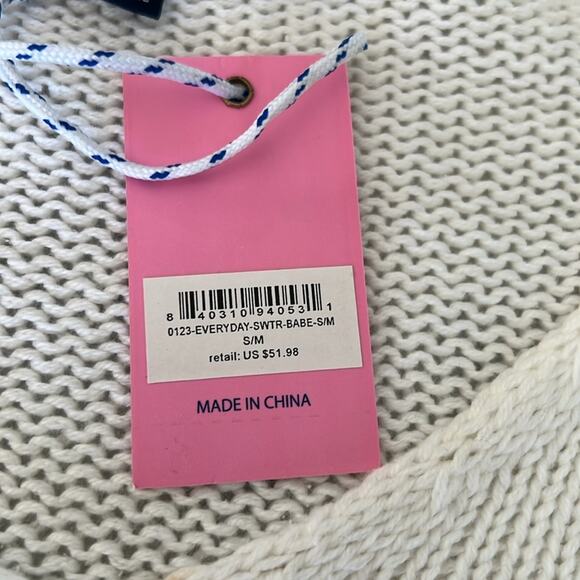 8 40310 94053 1
0123-EVERYDAY-SWTR-BABE-S/M
S/M
retail: US $51.98
MADE IN CHINA